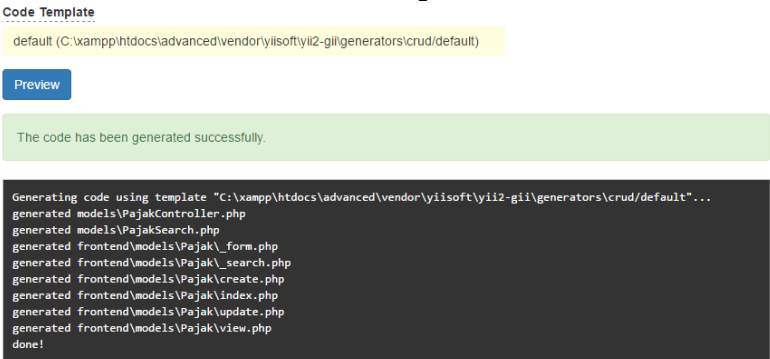 Code Template
default (C:\xampp\htdocs\advanced\vendor\yiisoft\yii2-gii\generators\crud/default)
Preview
The code has been generated successfully.
Generating code using template "C:\xampp\htdocs\advanced\vendor\yiisoft\yii2-gii\generators\crud/default"...
generated models\PajakController.php
generated models\PajakSearch.php
generated frontend\models\Pajak\_form.php
generated frontend\models\Pajak\_search.php
generated frontend\models\Pajak\create.php
generated frontend\models\Pajak\index.php
generated frontend\models\Pajak\update.php
generated frontend\models\Pajak\view.php
done!